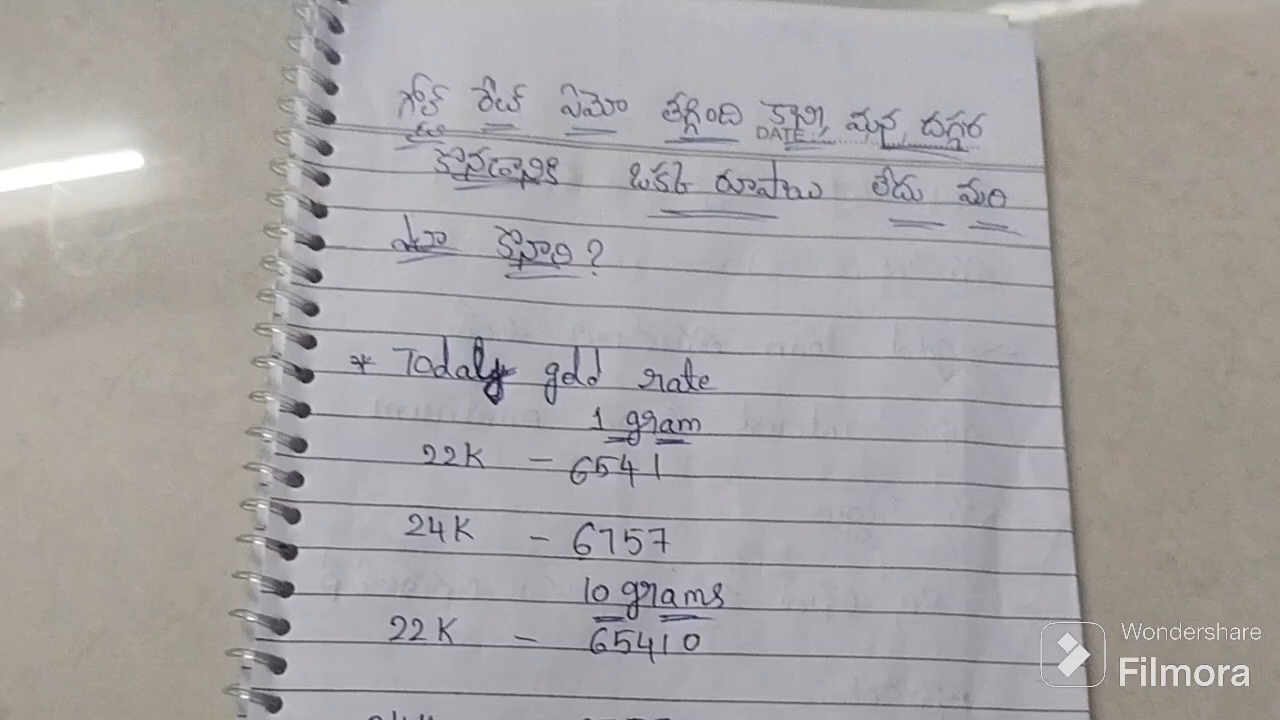 గోల్డ్ రేట్ ఏమో తగ్గింది కాని, మన దగ్గర
DATE
కొనడానికి ఒకట రూపాయి లేదు మరి
ఎలా కొనాలి?
* Todaly gold rate
1 gram
22K - 6541
24K - 6757
10 grams
22K - 65410
Wondershare
Filmora